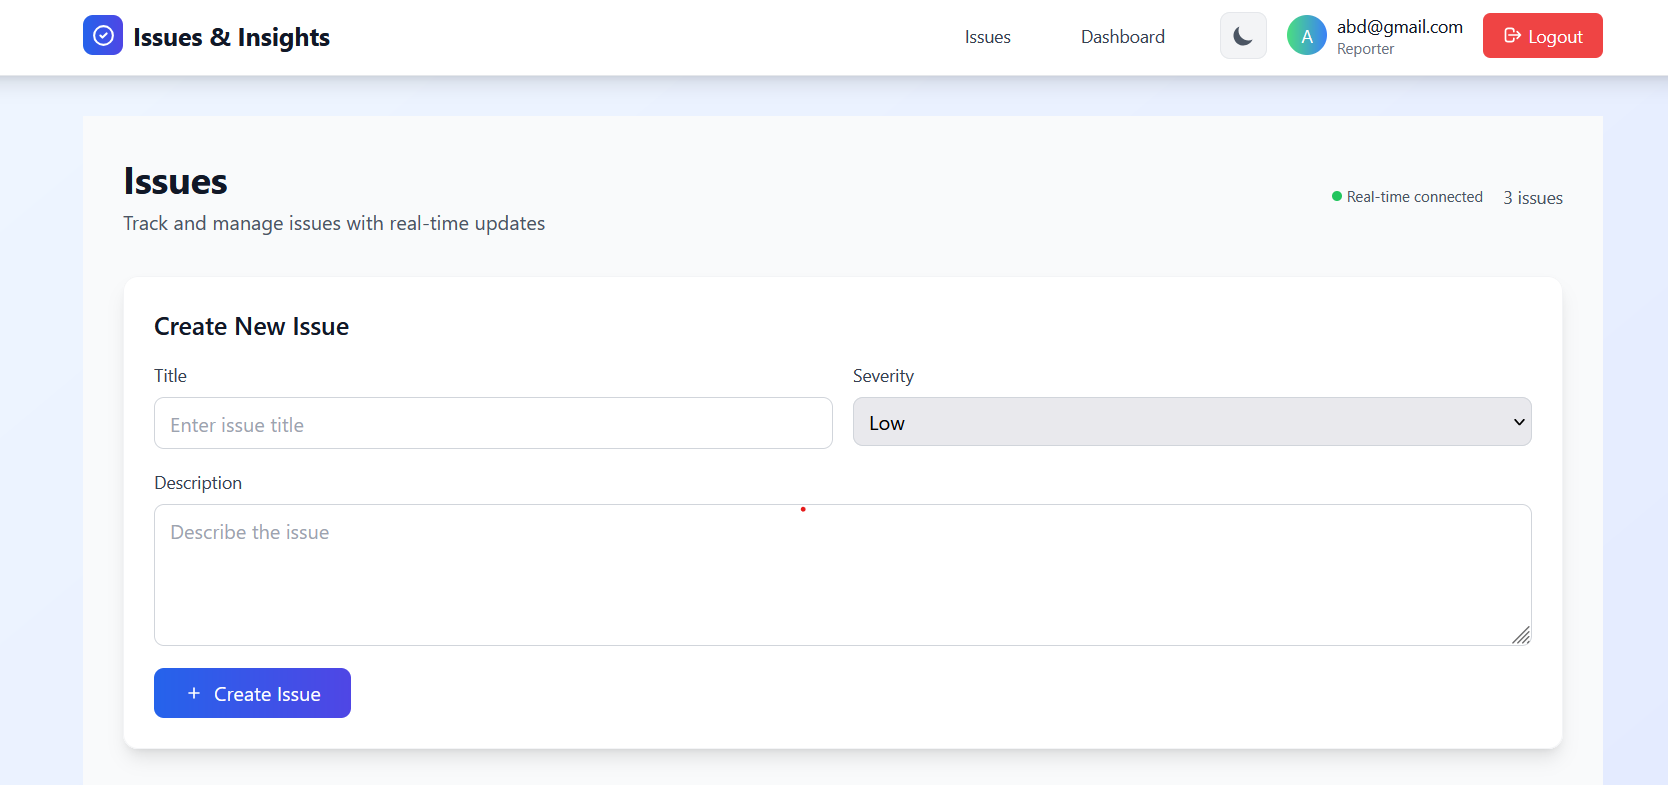 Issues & Insights
Issues
Dashboard
A
abd@gmail.com
Reporter
Logout
Issues
Track and manage issues with real-time updates
Real-time connected
3 issues
Create New Issue
Title
Severity
Enter issue title
Low
Description
Describe the issue
+ Create Issue